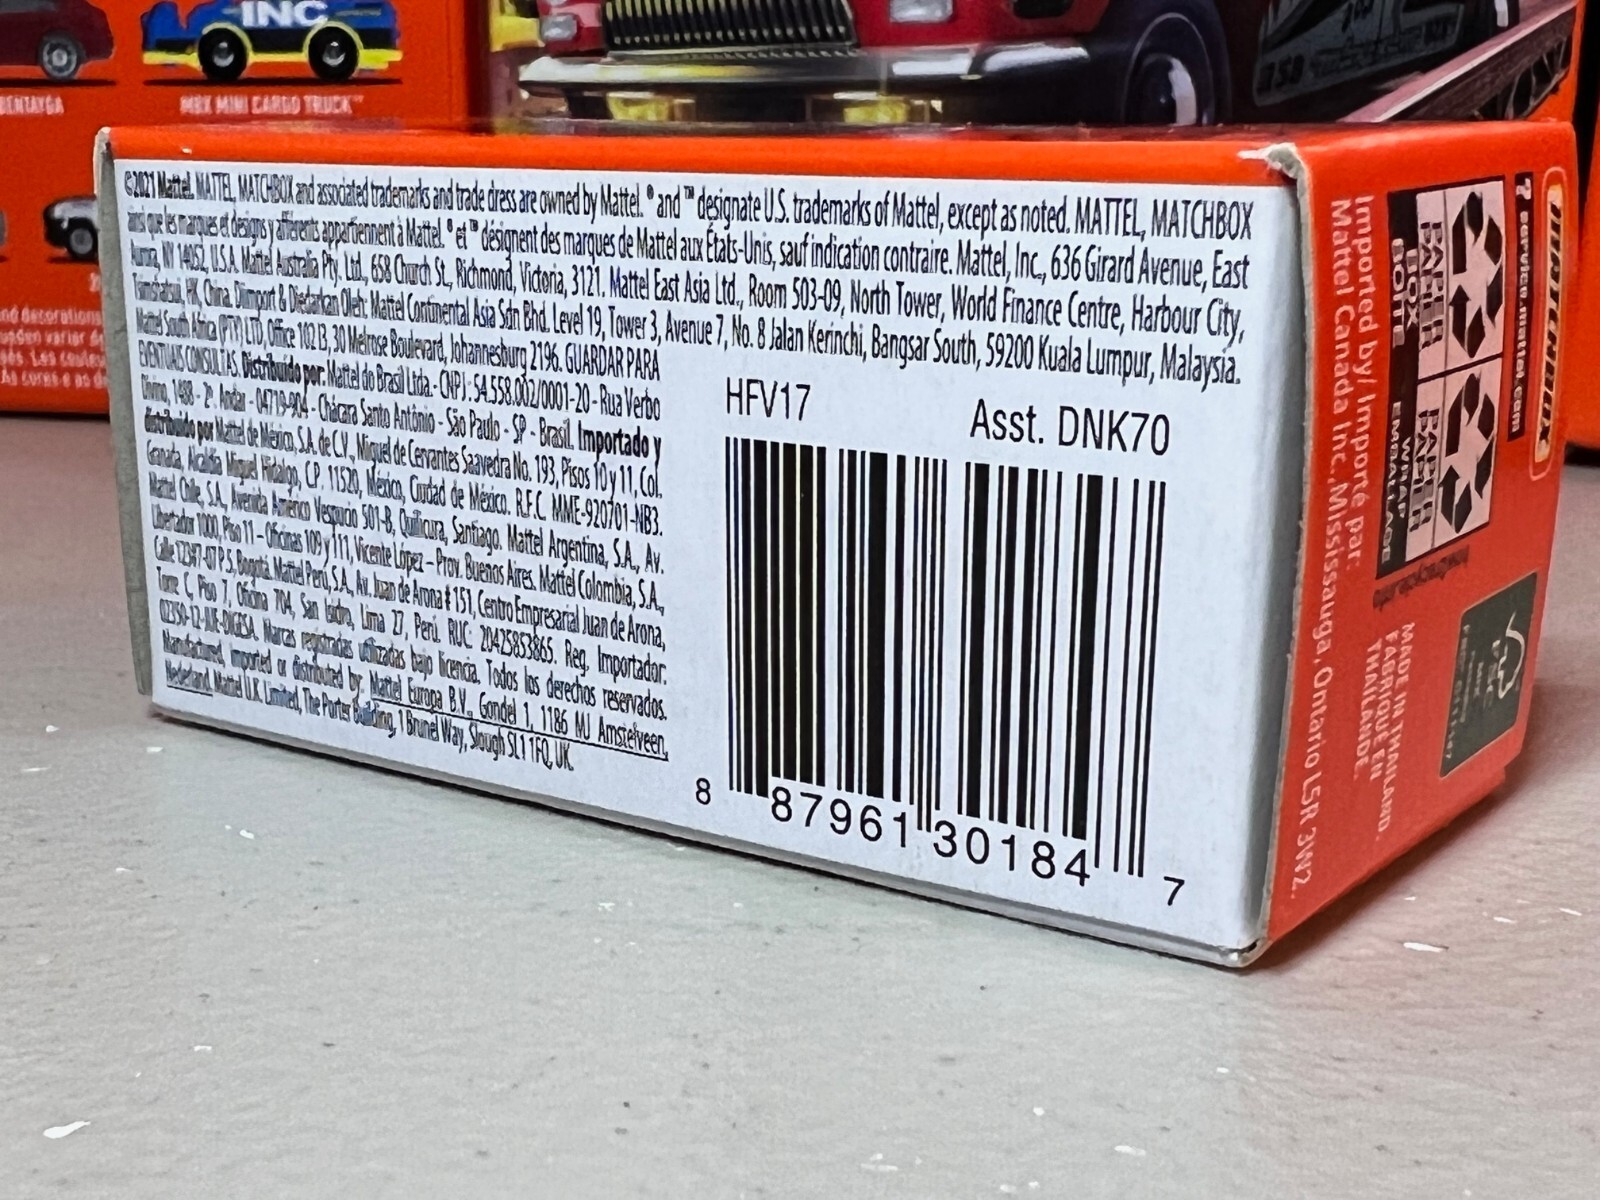 INC
BENTAYGA
MBX MINI CARGO TRUCK™
©2021 Mattel. MATTEL, MATCHBOX and associated trademarks and trade dress are owned by Mattel. ® and ™ designate U.S. trademarks of Mattel, except as noted. MATTEL, MATCHBOX
ainsi que les marques et designs y afférents appartiennent à Mattel. ® et ™ désignent des marques de Mattel aux États-Unis, sauf indication contraire. Mattel, Inc., 636 Girard Avenue, East
Aurora, NY 14052, U.S.A. Mattel Australia Pty. Ltd., 658 Church St., Richmond, Victoria, 3121. Mattel East Asia Ltd., Room 503-09, North Tower, World Finance Centre, Harbour City,
Tsimshatsui, HK, China. Diimport & Diedarkan Oleh: Mattel Continental Asia Sdn Bhd. Level 19, Tower 3, Avenue 7, No. 8 Jalan Kerinchi, Bangsar South, 59200 Kuala Lumpur, Malaysia.
Mattel South Africa (PTY) LTD, Office 102 I3, 30 Melrose Boulevard, Johannesburg 2196. GUARDAR PARA
EVENTUAIS CONSULTAS. Distribuído por: Mattel do Brasil Ltda.- CNPJ: 54.558.002/0001-20 - Rua Verbo
Divino, 1488 - 2º. Andar - 04719-904 - Chácara Santo Antônio - São Paulo - SP - Brasil. Importado y
distribuido por Mattel de México, S.A. de C.V., Miguel de Cervantes Saavedra No. 193, Pisos 10 y 11, Col.
Granada, Alcaldía Miguel Hidalgo, C.P. 11520, México, Ciudad de México. R.F.C. MME-920701-NB3.
Mattel Chile, S.A., Avenida Américo Vespucio 501-B, Quilicura, Santiago. Mattel Argentina, S.A., Av.
Libertador 1000, Piso 11 – Oficinas 109 y 111, Vicente López – Prov. Buenos Aires. Mattel Colombia, S.A.,
Calle 123#7-07 P.5, Bogotá. Mattel Perú, S.A., Av. Juan de Arona # 151, Centro Empresarial Juan de Arona,
Torre C, Piso 7, Oficina 704, San Isidro, Lima 27, Perú. RUC: 20425853865. Reg. Importador:
02350-12-JUE-DIGESA. Marcas registradas utilizadas bajo licencia. Todos los derechos reservados.
Manufactured, imported or distributed by: Mattel Europa B.V., Gondel 1, 1186 MJ Amstelveen,
Nederland. Mattel U.K. Limited, The Porter Building, 1 Brunel Way, Slough SL1 1FQ, UK.
HFV17
Asst. DNK70
8 87961 30184 7
MATCHBOX
? service.mattel.com
PAPER
PAPIER
BOX
BOÎTE
PAPER
PAPIER
WRAP
EMBALLAGE
how2recycle.info
Imported by/Importé par:
Mattel Canada Inc. Mississauga, Ontario L5R 3W2.
MADE IN THAILAND.
FABRIQUÉ EN
THAÏLANDE.
FSC